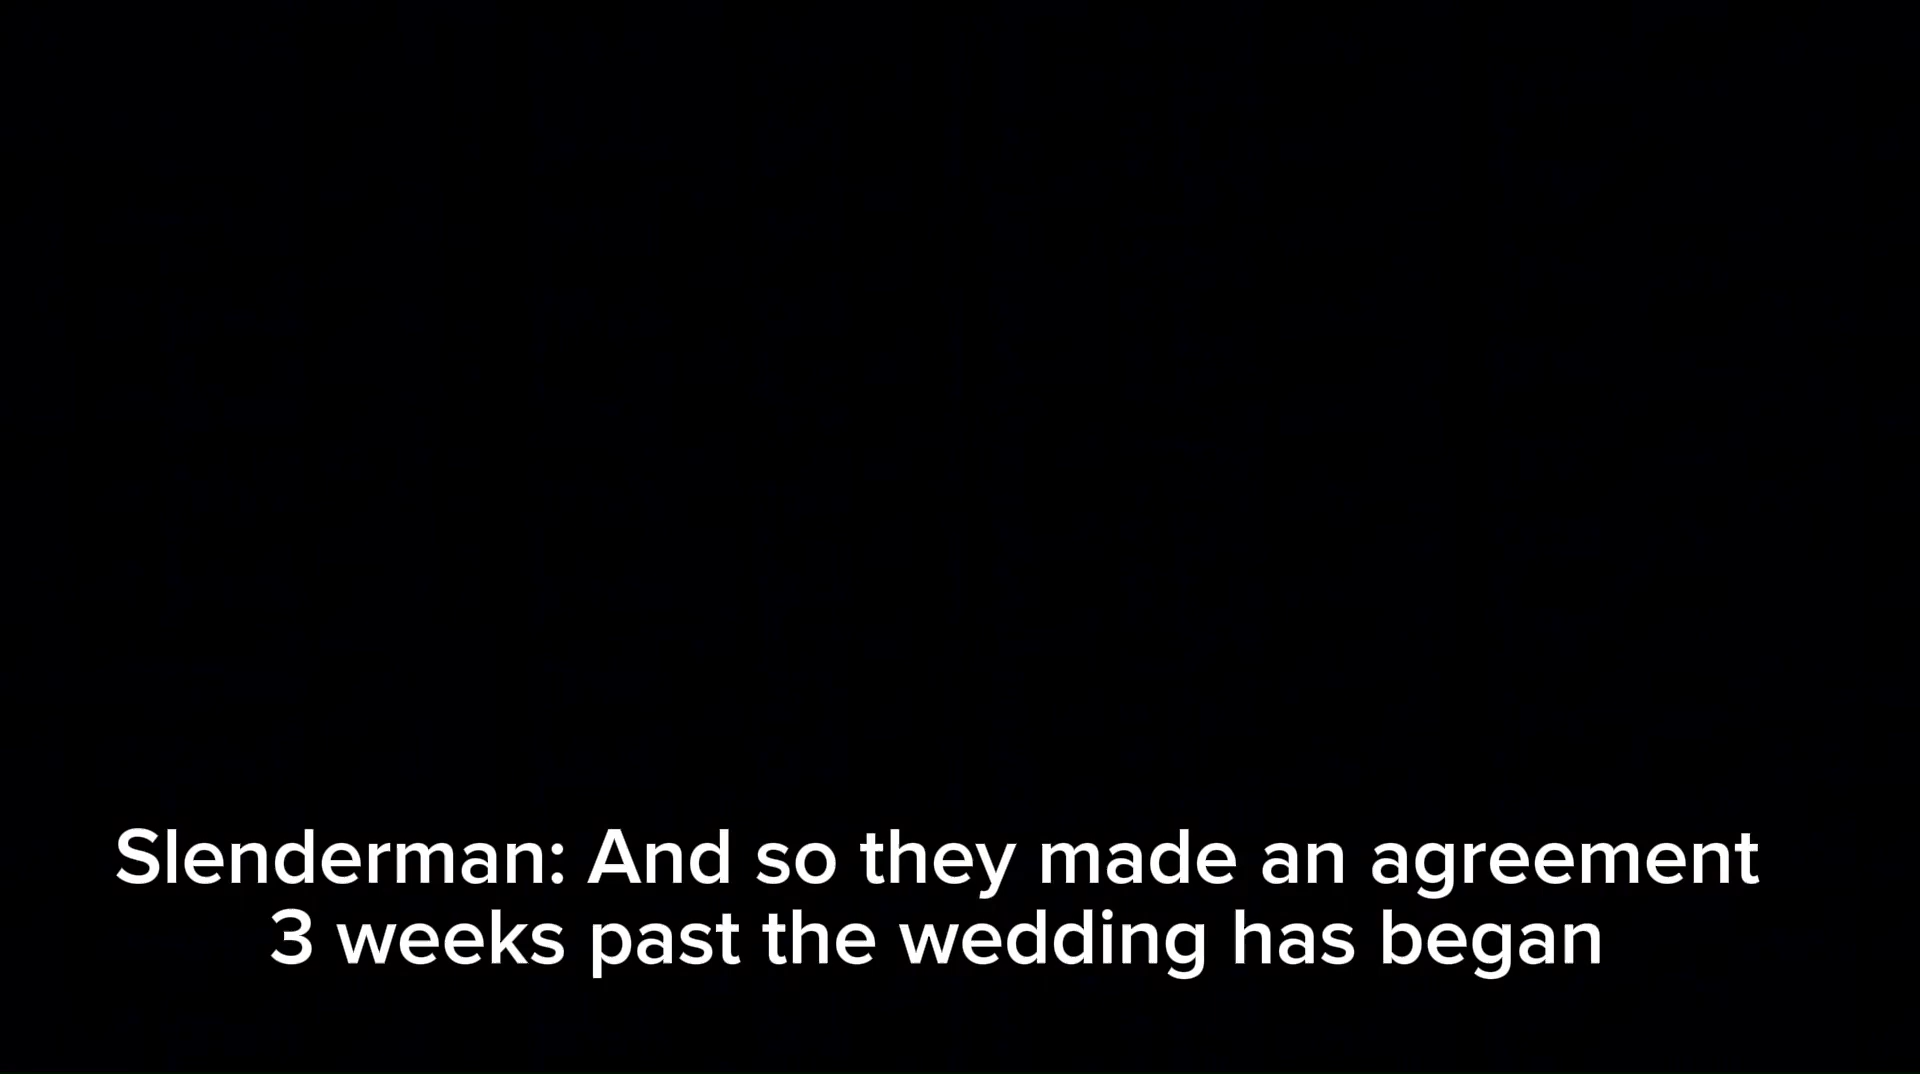 Slenderman: And so they made an agreement
3 weeks past the wedding has began